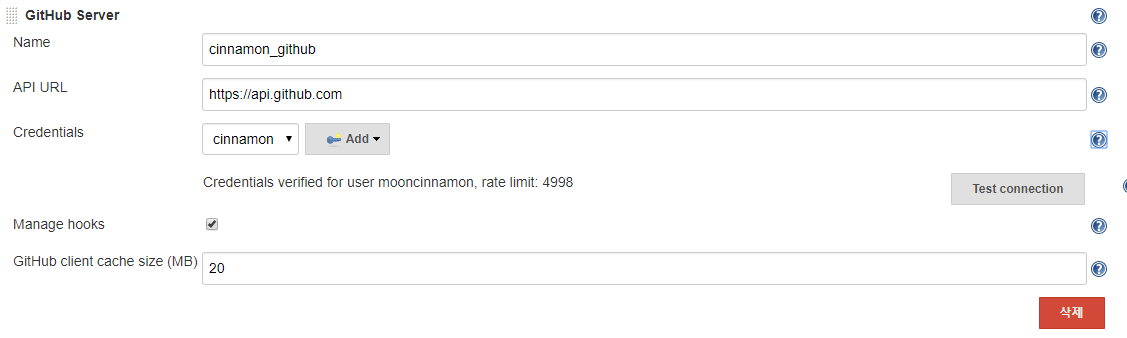 GitHub Server
Name
cinnamon_github
API URL
https://api.github.com
Credentials
cinnamon
Add
Credentials verified for user mooncinnamon, rate limit: 4998
Test connection
Manage hooks
GitHub client cache size (MB)
20
삭제